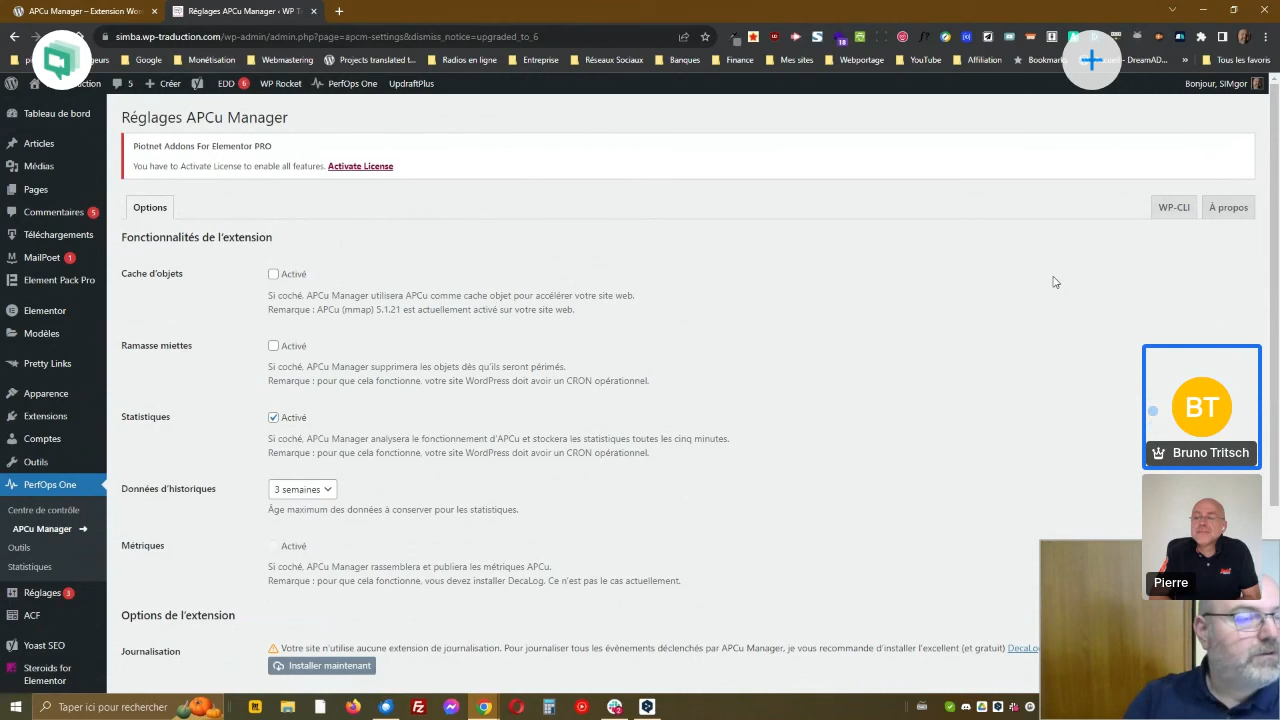 APCu Manager – Extension Wor
Réglages APCu Manager ‹ WP T
simba.wp-traduction.com/wp-admin/admin.php?page=apcm-settings&dismiss_notice=upgraded_to_6
Google
Monétisation
Webmastering
Projects translated t...
Radios en ligne
Entreprise
Réseaux Sociaux
Banques
Finance
Mes sites
Webportage
YouTube
Affiliation
Bookmark
cueil - DreamAD...
»
Tous les favoris
duction
5
Créer
EDD
6
WP Rocket
PerfOps One
UpdraftPlus
Bonjour, SIMgor
Tableau de bord
Articles
Médias
Pages
Commentaires
5
Téléchargements
MailPoet
1
Element Pack Pro
Elementor
Modèles
Pretty Links
Apparence
Extensions
Comptes
Outils
PerfOps One
Centre de contrôle
APCu Manager
Outils
Statistiques
Réglages
3
ACF
Yoast SEO
Steroids for
Elementor
Réglages APCu Manager
Piotnet Addons For Elementor PRO
You have to Activate License to enable all features. Activate License
Options
WP-CLI
À propos
Fonctionnalités de l'extension
Cache d'objets
Activé
Si coché, APCu Manager utilisera APCu comme cache objet pour accélérer votre site web.
Remarque : APCu (mmap) 5.1.21 est actuellement activé sur votre site web.
Ramasse miettes
Activé
Si coché, APCu Manager supprimera les objets dès qu'ils seront périmés.
Remarque : pour que cela fonctionne, votre site WordPress doit avoir un CRON opérationnel.
Statistiques
Activé
Si coché, APCu Manager analysera le fonctionnement d'APCu et stockera les statistiques toutes les cinq minutes.
Remarque : pour que cela fonctionne, votre site WordPress doit avoir un CRON opérationnel.
Données d'historiques
3 semaines
Âge maximum des données à conserver pour les statistiques.
Métriques
Activé
Si coché, APCu Manager rassemblera et publiera les métriques APCu.
Remarque : pour que cela fonctionne, vous devez installer DecaLog. Ce n'est pas le cas actuellement.
Options de l'extension
Journalisation
Votre site n'utilise aucune extension de journalisation. Pour journaliser tous les évènements déclenchés par APCu Manager, je vous recommande d'installer l'excellent (et gratuit) DecaLo
Installer maintenant
BT
Bruno Tritsch
Pierre
Taper ici pour rechercher